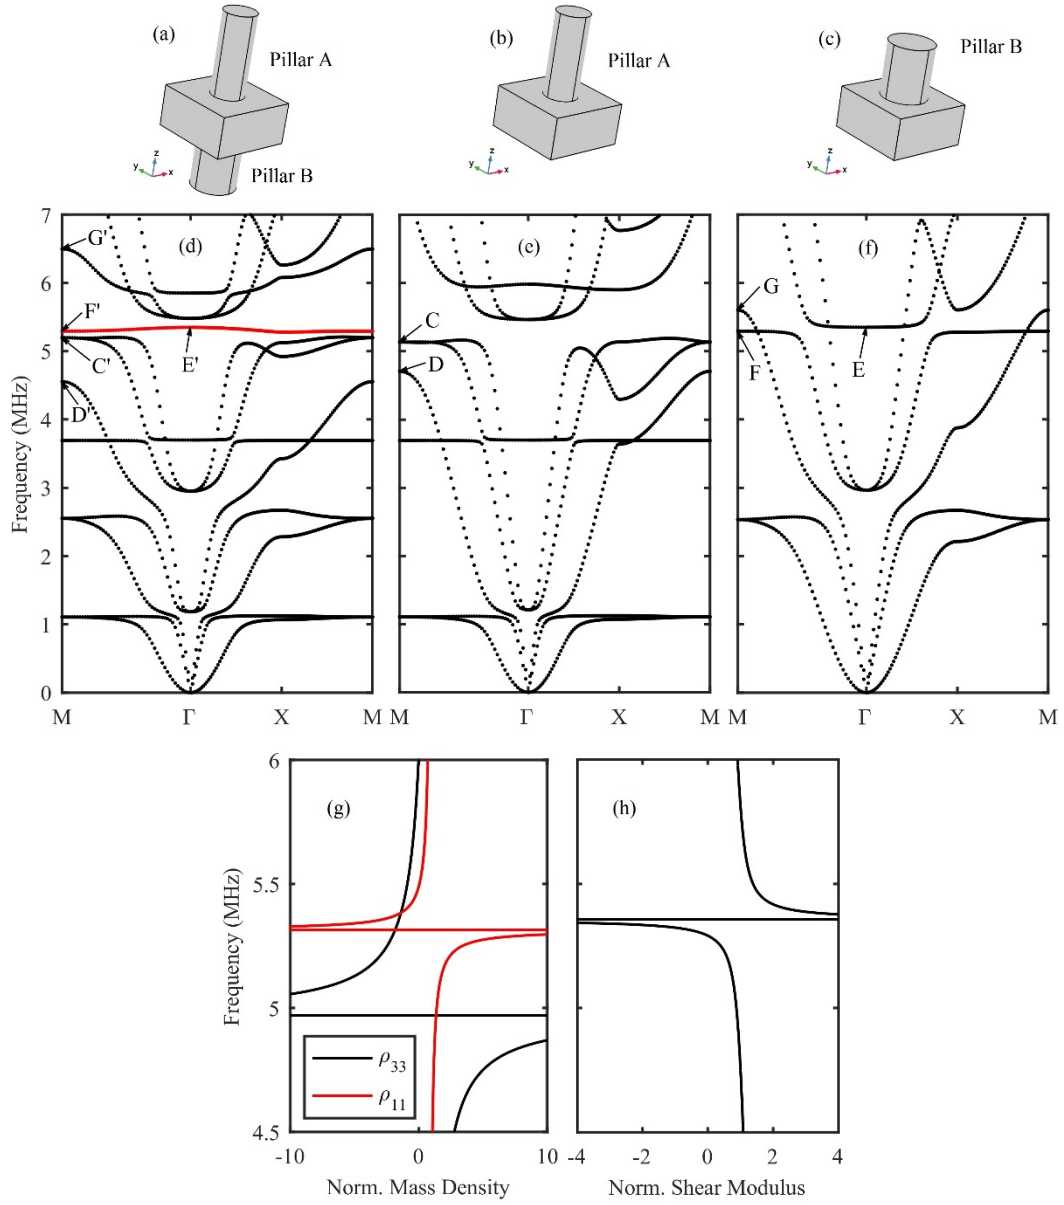 (a)
Pillar A
Pillar B
y
z
x
(b)
Pillar A
y
z
x
(c)
Pillar B
y
z
x
Frequency (MHz)
7
6
5
4
3
2
1
0
(d)
G'
F'
C'
E'
D'
M
Γ
X
M
(e)
C
D
M
Γ
X
M
(f)
G
F
E
M
Γ
X
M
Frequency (MHz)
6
5.5
5
4.5
(g)
ρ33
ρ11
-10
0
10
Norm. Mass Density
(h)
-4
-2
0
2
4
Norm. Shear Modulus